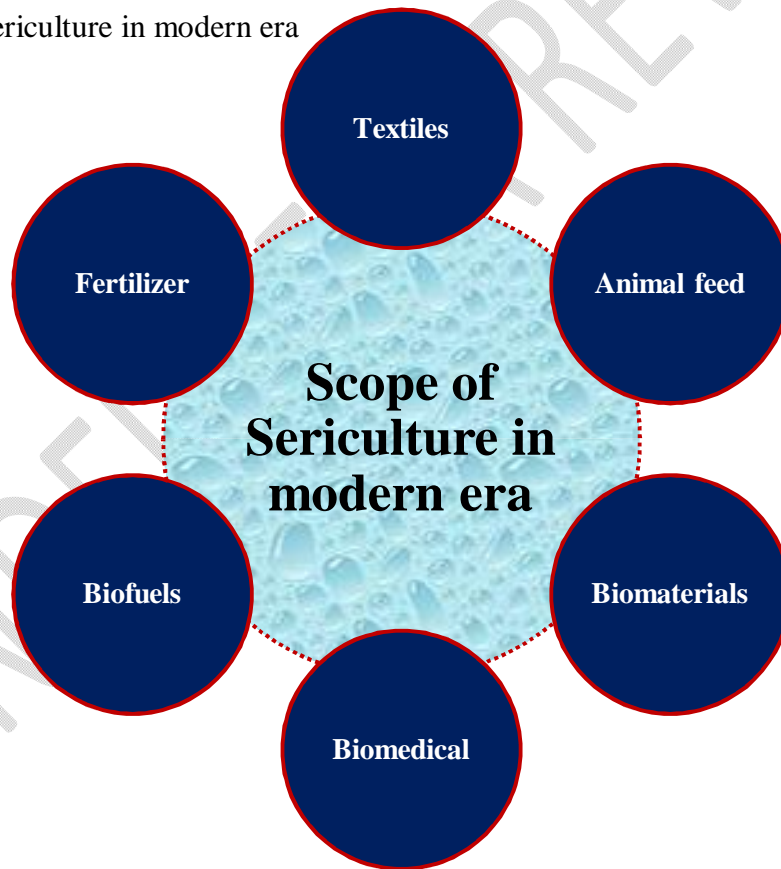 ericulture in modern era
Textiles
Fertilizer
Animal feed
Scope of
Sericulture in
modern era
Biofuels
Biomaterials
Biomedical